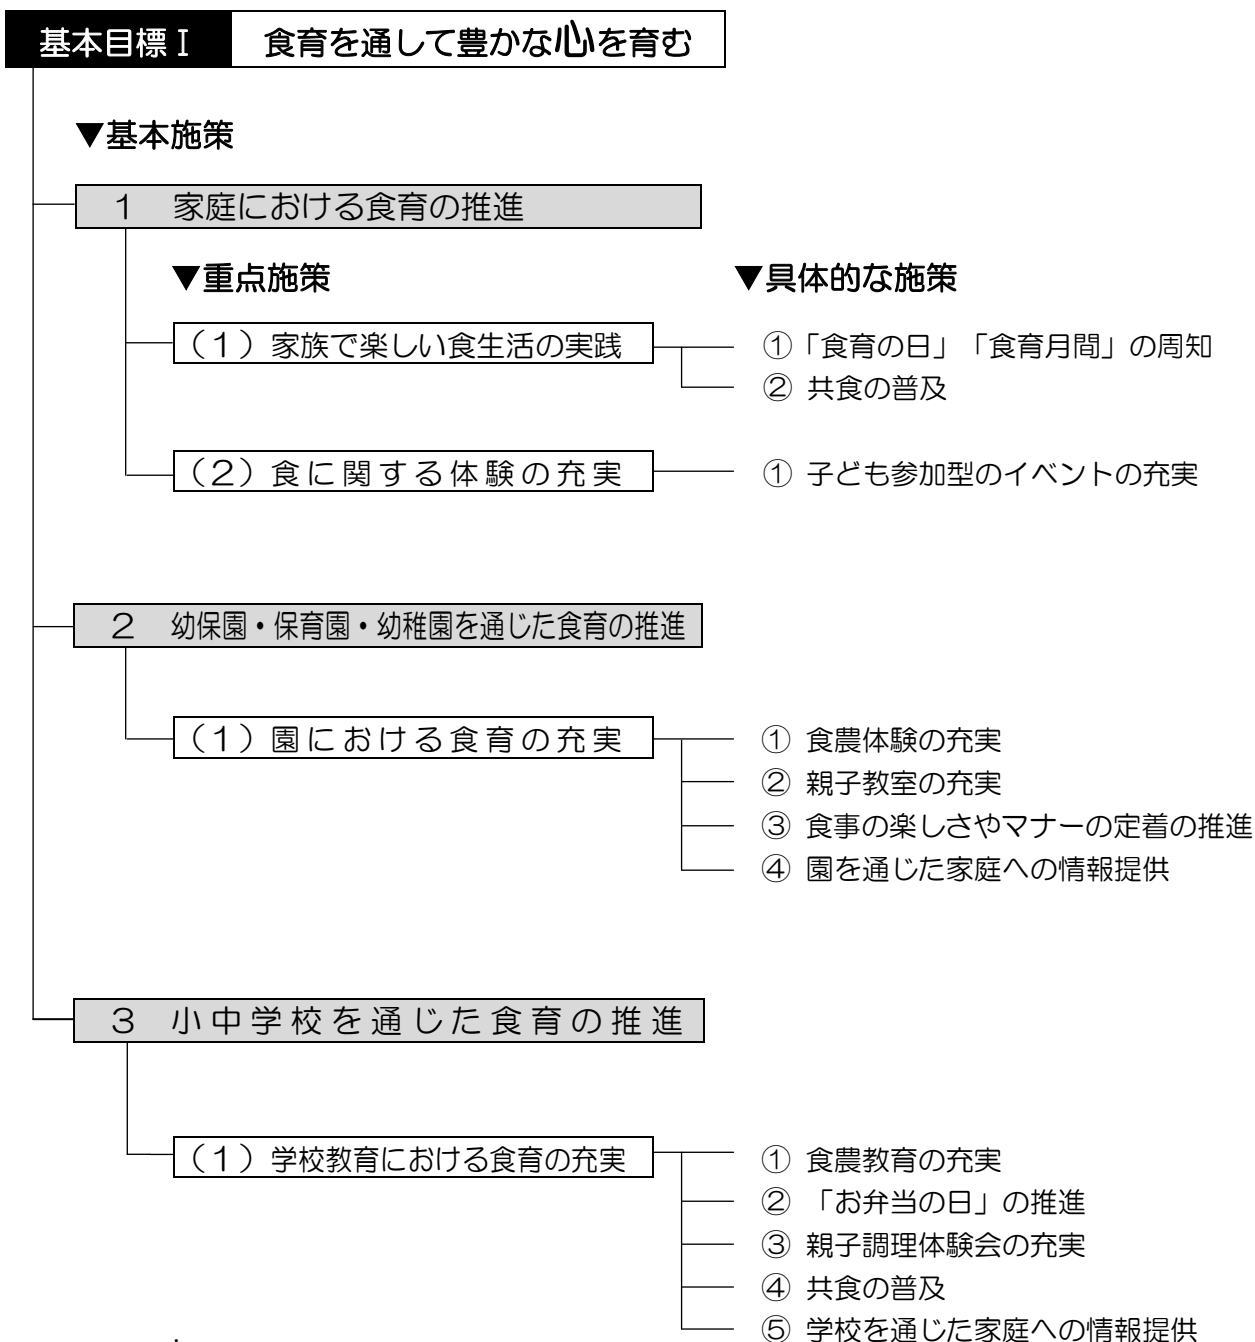 基本目標Ⅰ 食育を通して豊かな心を育む
▼基本施策
１ 家庭における食育の推進
▼重点施策 ▼具体的な施策
（１）家族で楽しい食生活の実践 ①「食育の日」「食育月間」の周知
② 共食の普及
（２）食に関する体験の充実 ① 子ども参加型のイベントの充実
２ 幼保園・保育園・幼稚園を通じた食育の推進
（１）園における食育の充実 ① 食農体験の充実
② 親子教室の充実
③ 食事の楽しさやマナーの定着の推進
④ 園を通じた家庭への情報提供
３ 小中学校を通じた食育の推進
（１）学校教育における食育の充実 ① 食農教育の充実
② 「お弁当の日」の推進
③ 親子調理体験会の充実
④ 共食の普及
⑤ 学校を通じた家庭への情報提供